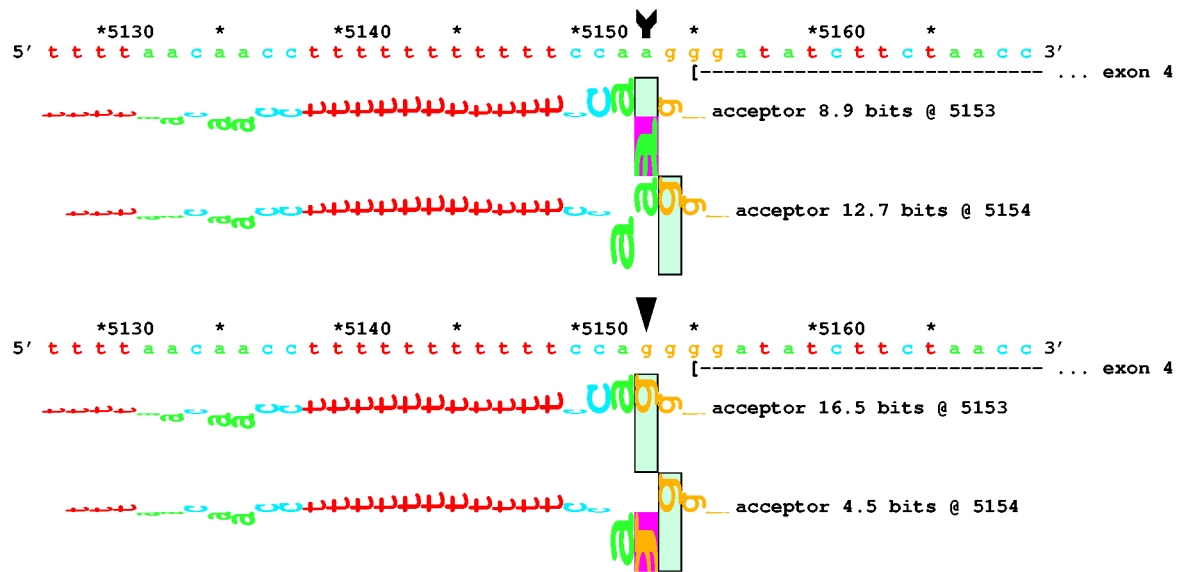 *5130 * *5140 * *5150 * *5160 *
5' t t t t a a c a a c c t t t t t t t t t t t c c a a g g g a t a t c t t c t a a c c 3'
[----------------------------- ... exon 4
acceptor 8.9 bits @ 5153
acceptor 12.7 bits @ 5154
*5130 * *5140 * *5150 * *5160 *
5' t t t t a a c a a c c t t t t t t t t t t t c c a g g g g a t a t c t t c t a a c c 3'
[----------------------------- ... exon 4
acceptor 16.5 bits @ 5153
acceptor 4.5 bits @ 5154